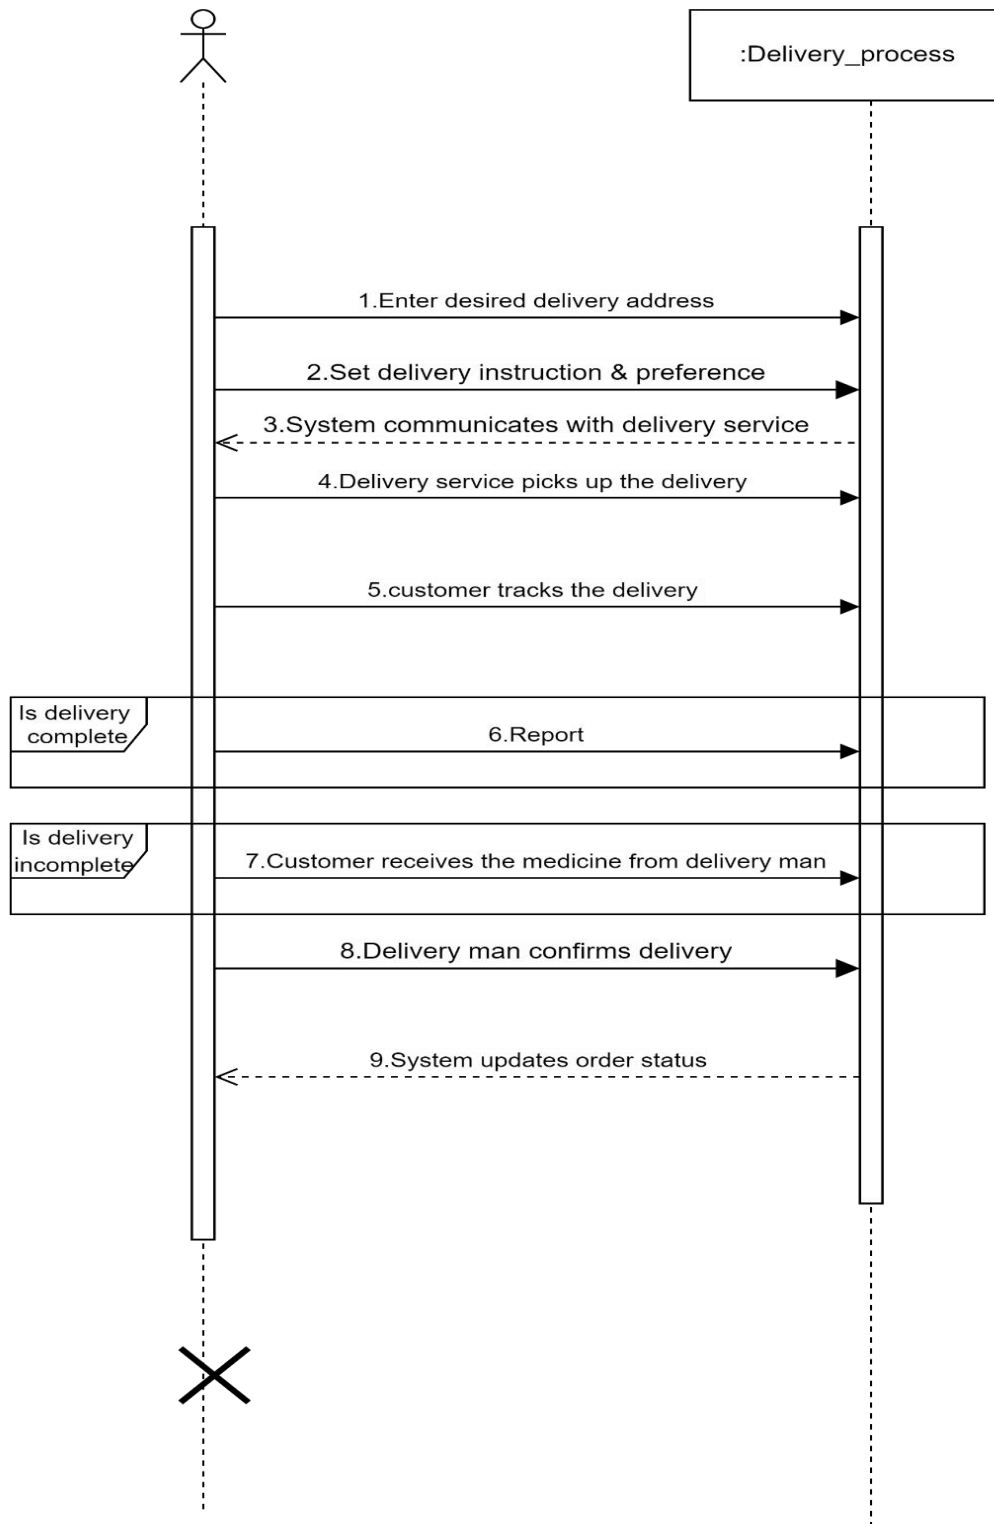 :Delivery_process
1.Enter desired delivery address
2.Set delivery instruction & preference
3.System communicates with delivery service
4.Delivery service picks up the delivery
5.customer tracks the delivery
Is delivery
complete
6.Report
Is delivery
incomplete
7.Customer receives the medicine from delivery man
8.Delivery man confirms delivery
9.System updates order status